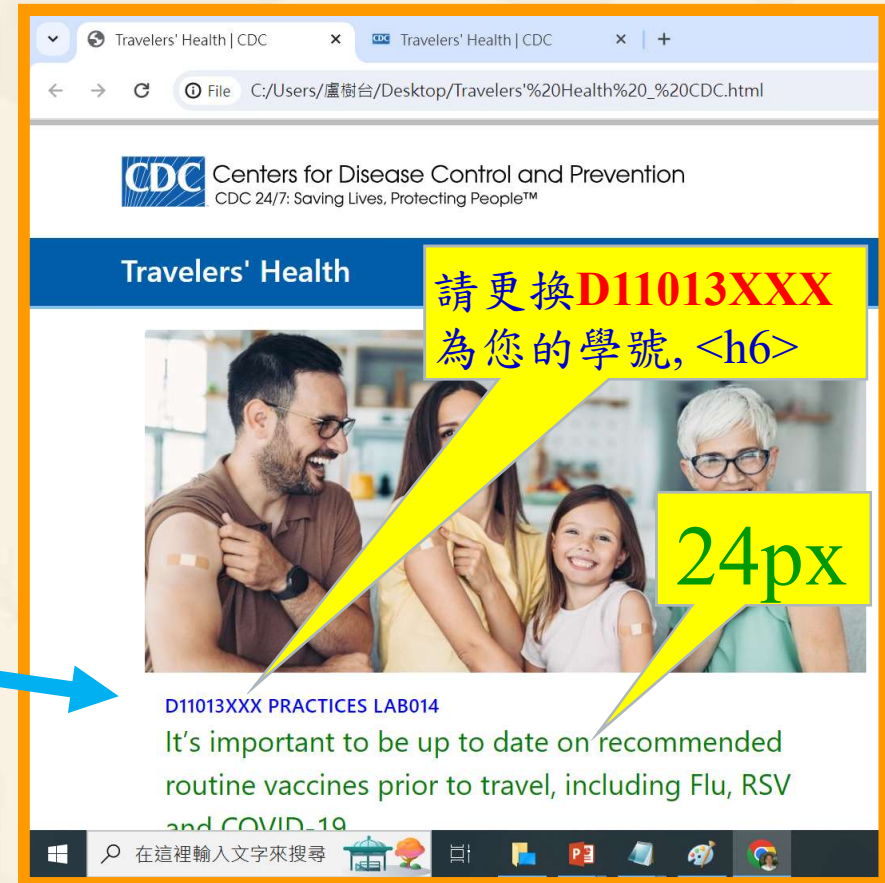 Travelers' Health | CDC
CDC Travelers' Health | CDC
File C:/Users/盧樹台/Desktop/Travelers'%20Health%20_%20CDC.html
CDC Centers for Disease Control and Prevention
CDC 24/7: Saving Lives, Protecting People™
Travelers' Health
請更換D11013XXX
為您的學號, <h6>
24px
D11013XXX PRACTICES LAB014
It’s important to be up to date on recommended
routine vaccines prior to travel, including Flu, RSV
and COVID-19
在這裡輸入文字來搜尋